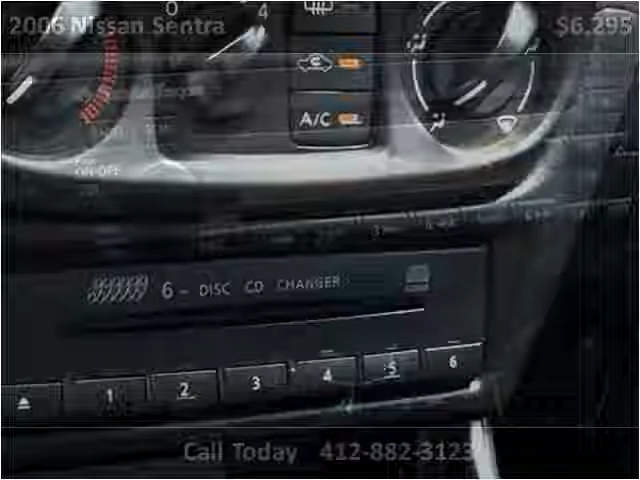 2006 Nissan Sentra $6,295
0 4
A/C
ON·OFF
6 - DISC CD CHANGER
1 2 3 4 5 6
Call Today 412-882-3123